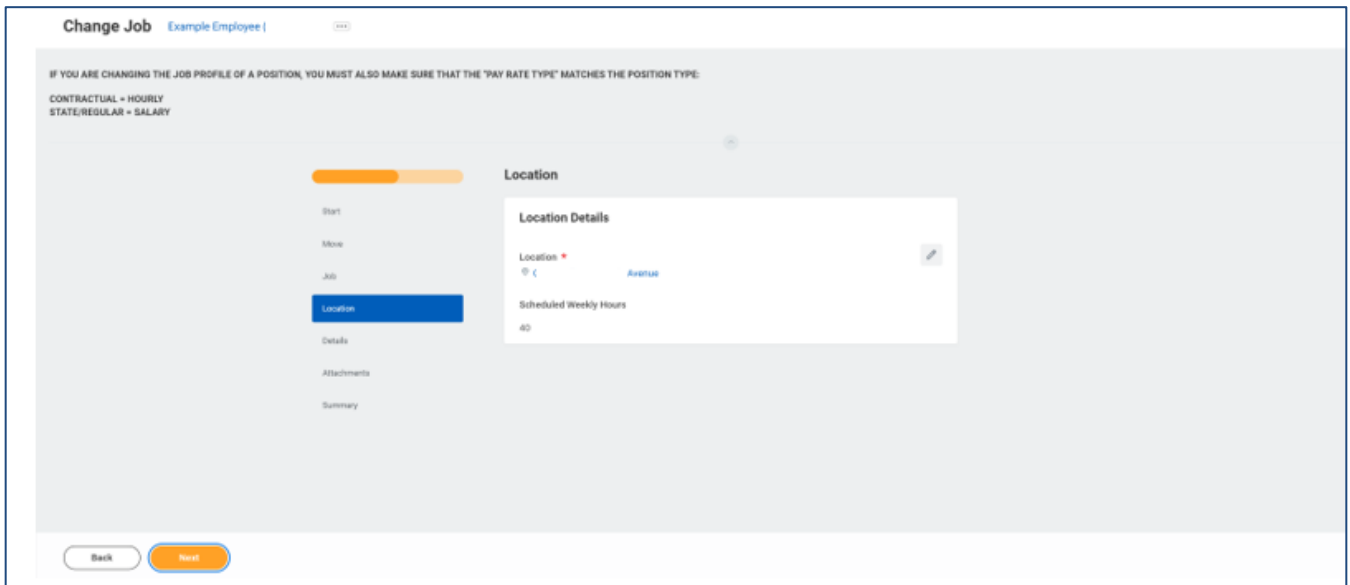 Change Job Example Employee (
IF YOU ARE CHANGING THE JOB PROFILE OF A POSITION, YOU MUST ALSO MAKE SURE THAT THE "PAY RATE TYPE" MATCHES THE POSITION TYPE:
CONTRACTUAL = HOURLY
STATE/REGULAR = SALARY
Location
Start
Move
Job
Location
Details
Attachments
Summary
Location Details
Location *
( Avenue
Scheduled Weekly Hours
40
Back Next